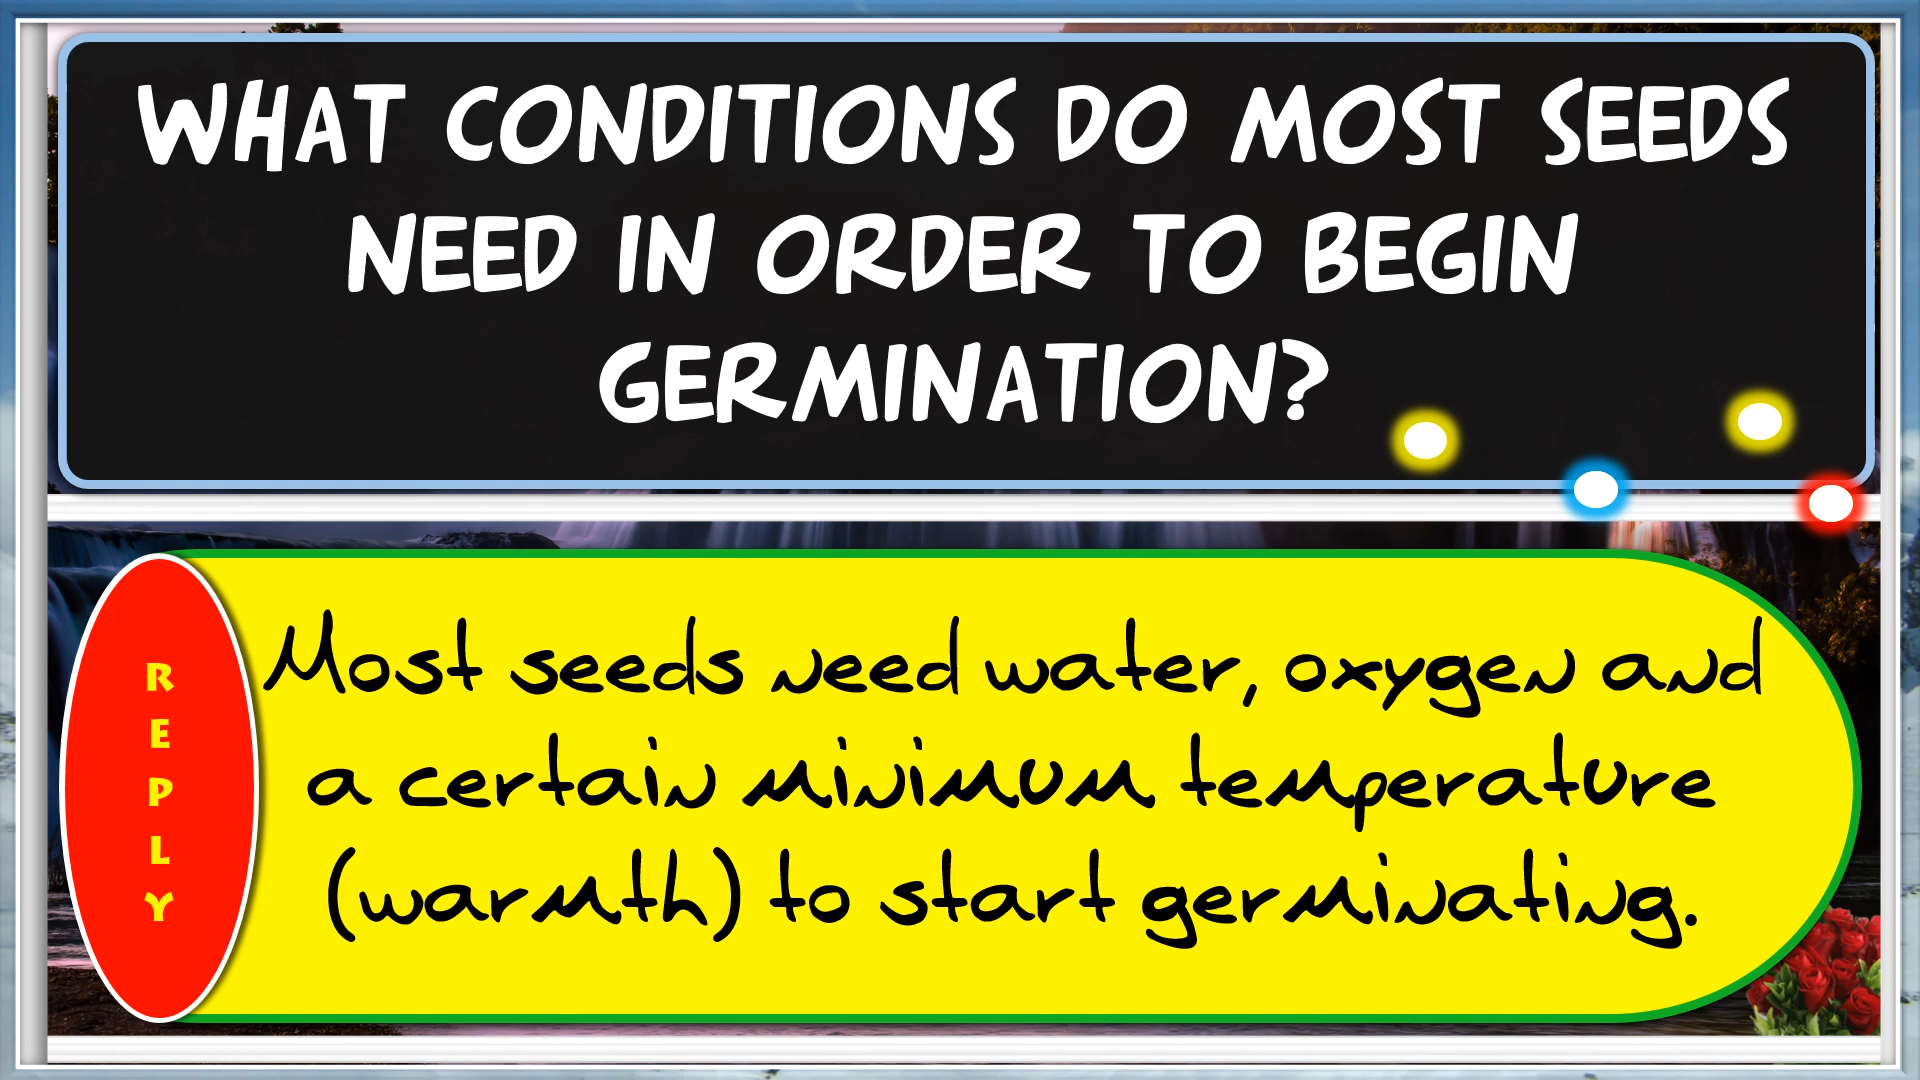 WHAT CONDITIONS DO MOST SEEDS
NEED IN ORDER TO BEGIN
GERMINATION?
REPLY
Most seeds need water, oxygen and
a certain minimum temperature
(warmth) to start germinating.